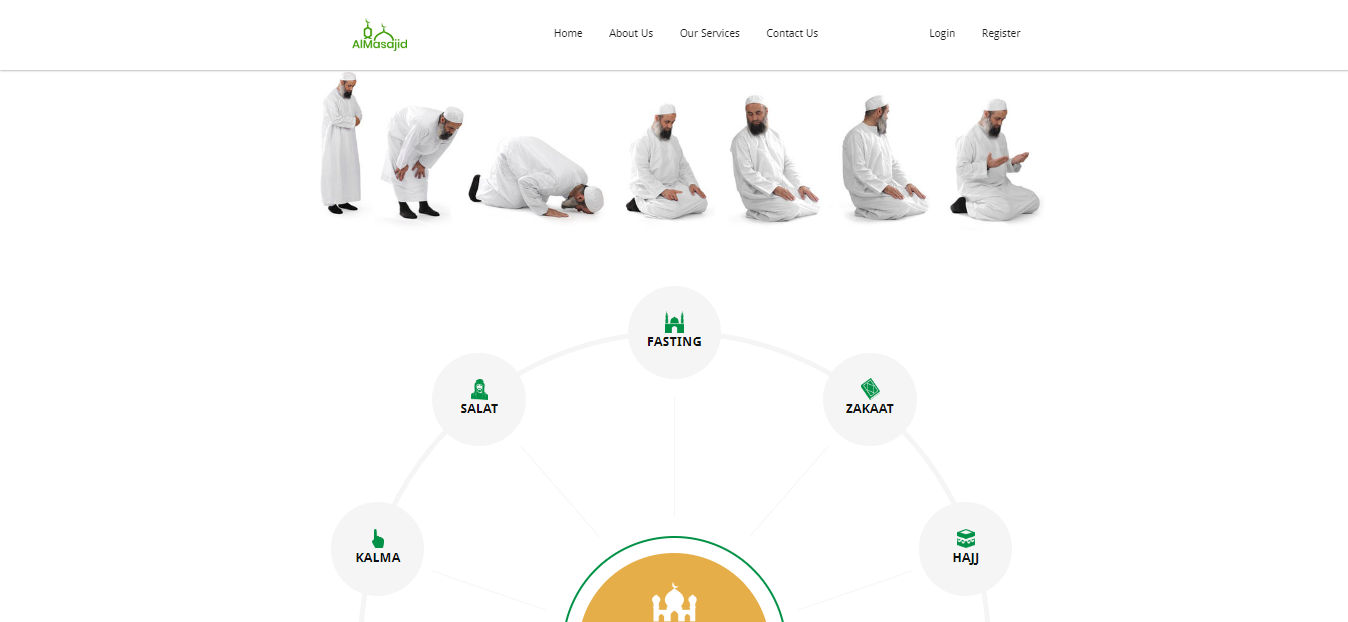 AlMasajid
Home
About Us
Our Services
Contact Us
Login
Register
FASTING
SALAT
ZAKAAT
KALMA
HAJJ